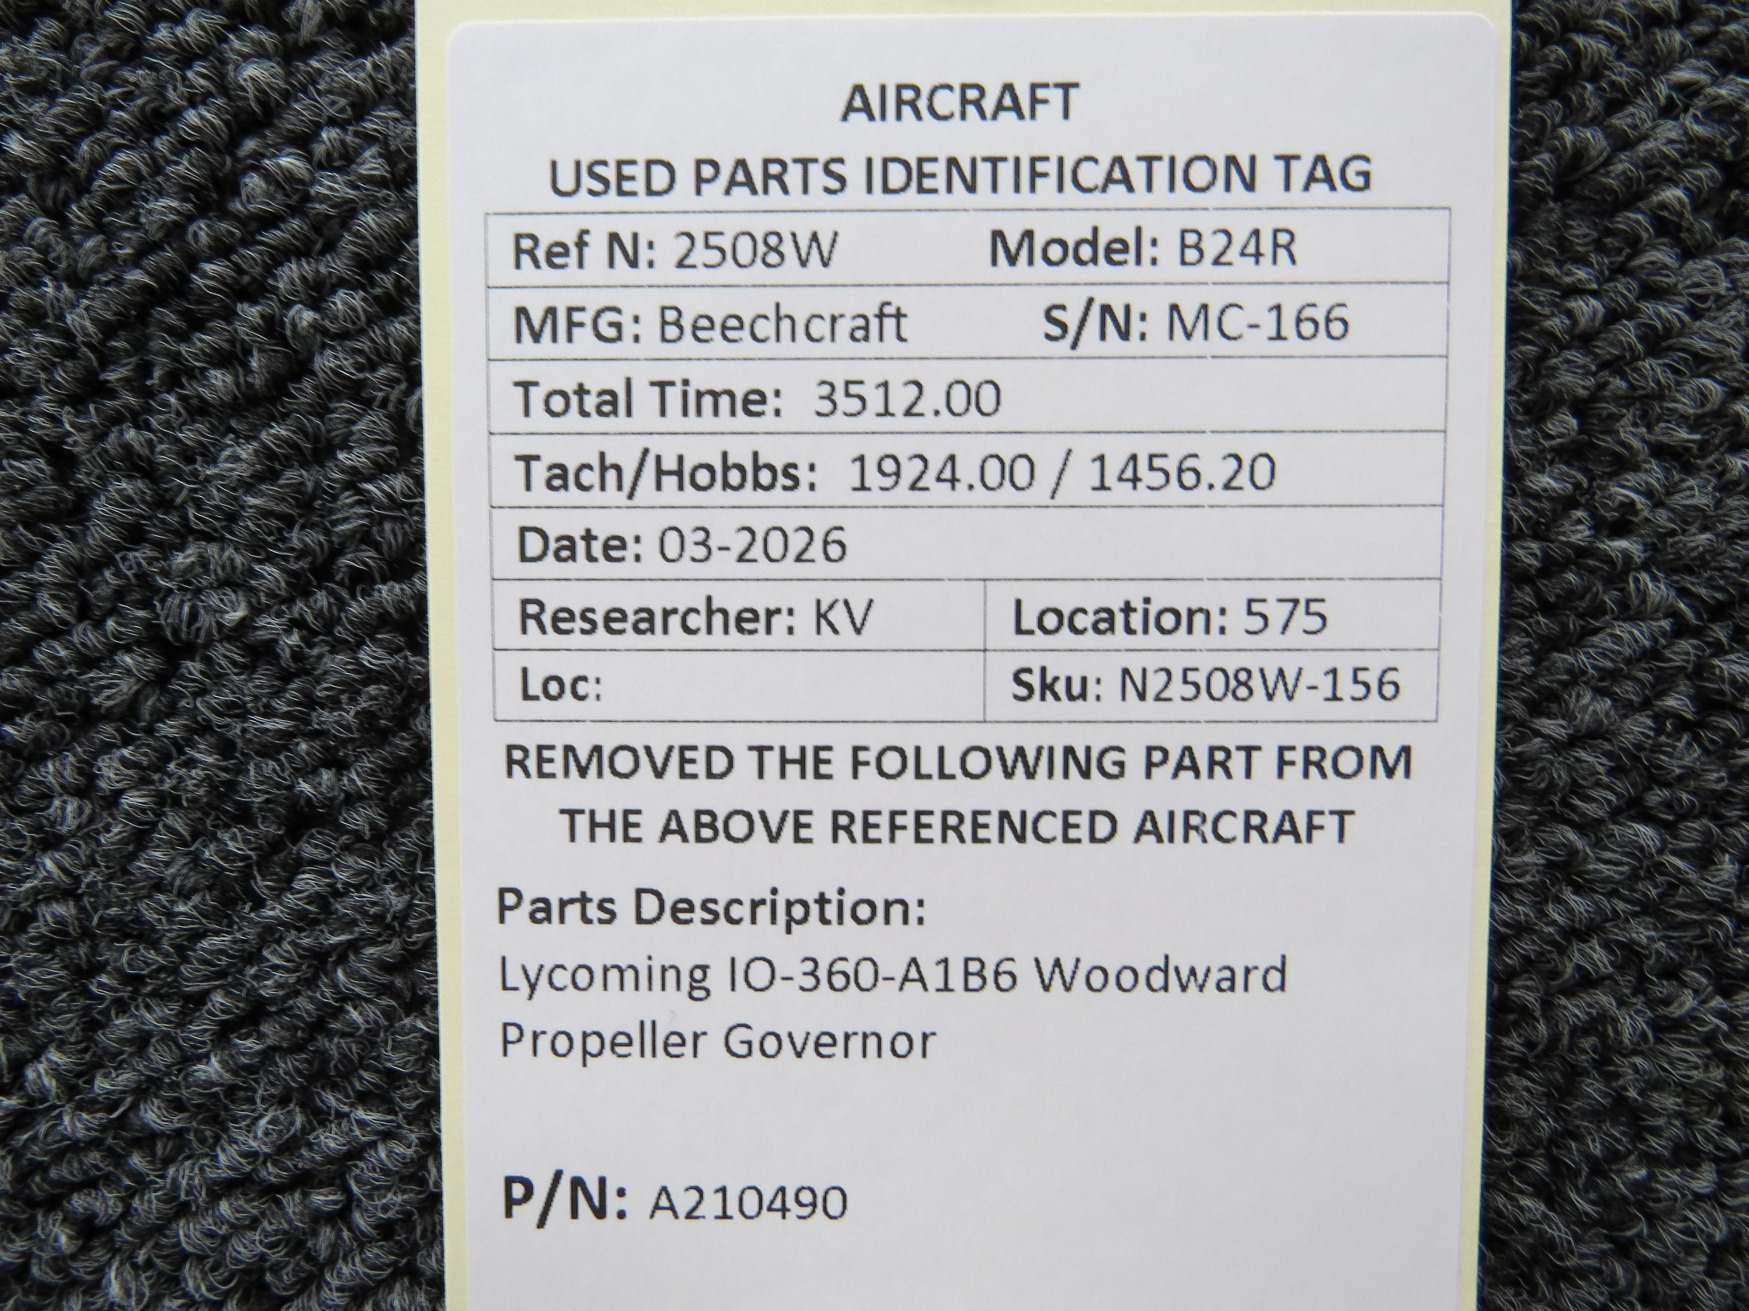 AIRCRAFT
USED PARTS IDENTIFICATION TAG
Ref N: 2508W Model: B24R
MFG: Beechcraft S/N: MC-166
Total Time: 3512.00
Tach/Hobbs: 1924.00 / 1456.20
Date: 03-2026
Researcher: KV Location: 575
Loc: Sku: N2508W-156
REMOVED THE FOLLOWING PART FROM
THE ABOVE REFERENCED AIRCRAFT
Parts Description:
Lycoming IO-360-A1B6 Woodward
Propeller Governor
P/N: A210490